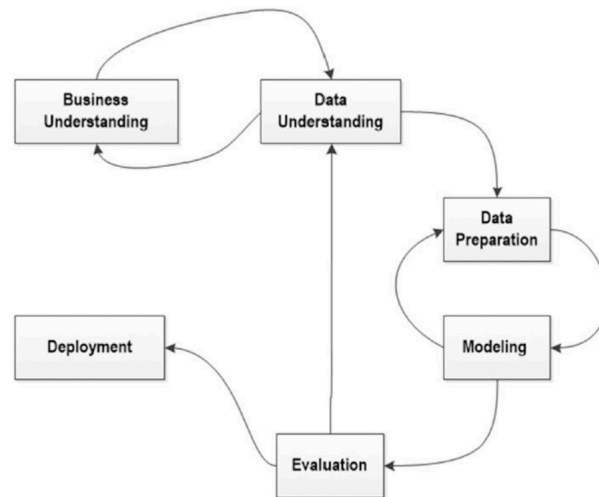 Business
Understanding
Data
Understanding
Data
Preparation
Deployment
Modeling
Evaluation